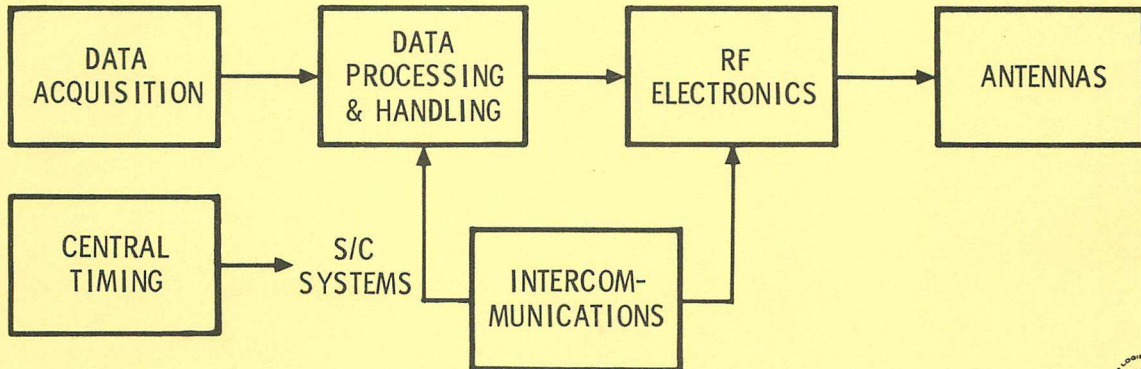 DATA
ACQUISITION
DATA
PROCESSING
& HANDLING
RF
ELECTRONICS
ANTENNAS
CENTRAL
TIMING
S/C
SYSTEMS
INTERCOM-
MUNICATIONS